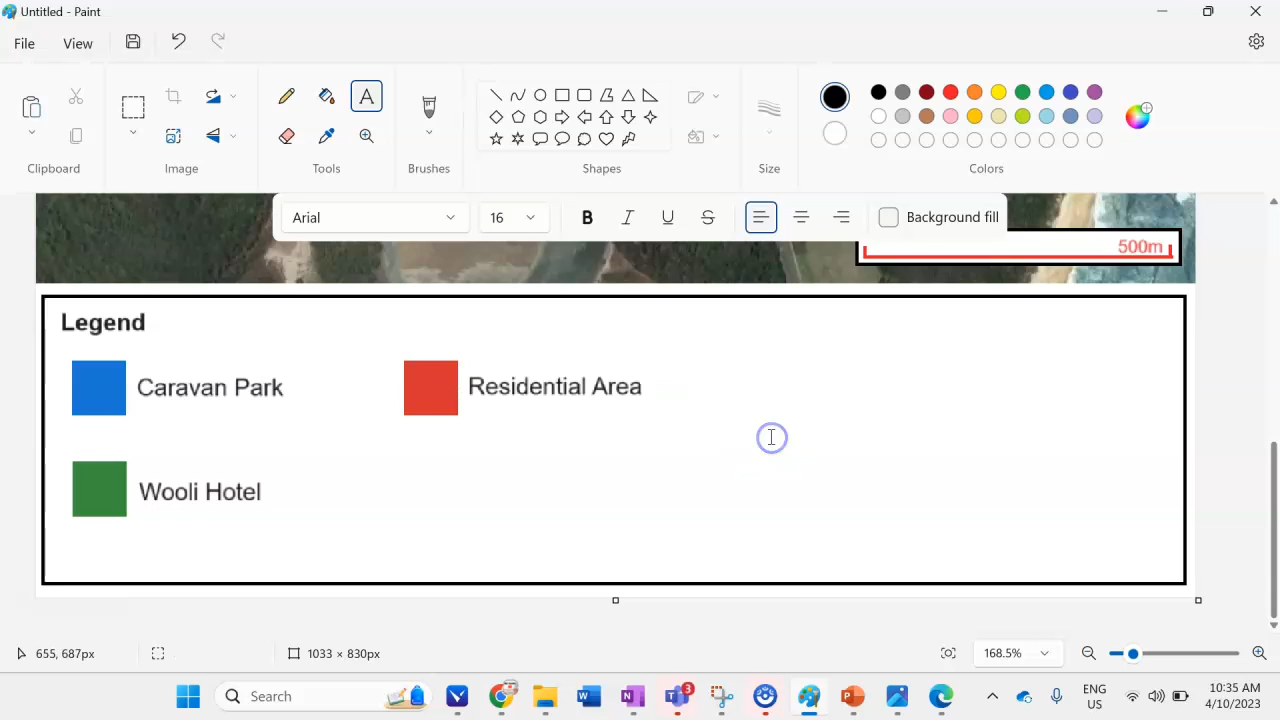 Untitled - Paint
File View
Clipboard Image Tools Brushes Shapes Size Colors
Arial 16 B I U S Background fill
500m
Legend
Caravan Park Residential Area
Wooli Hotel
655, 687px 1033 × 830px 168.5%
Search 3 ENG US 10:35 AM 4/10/2023